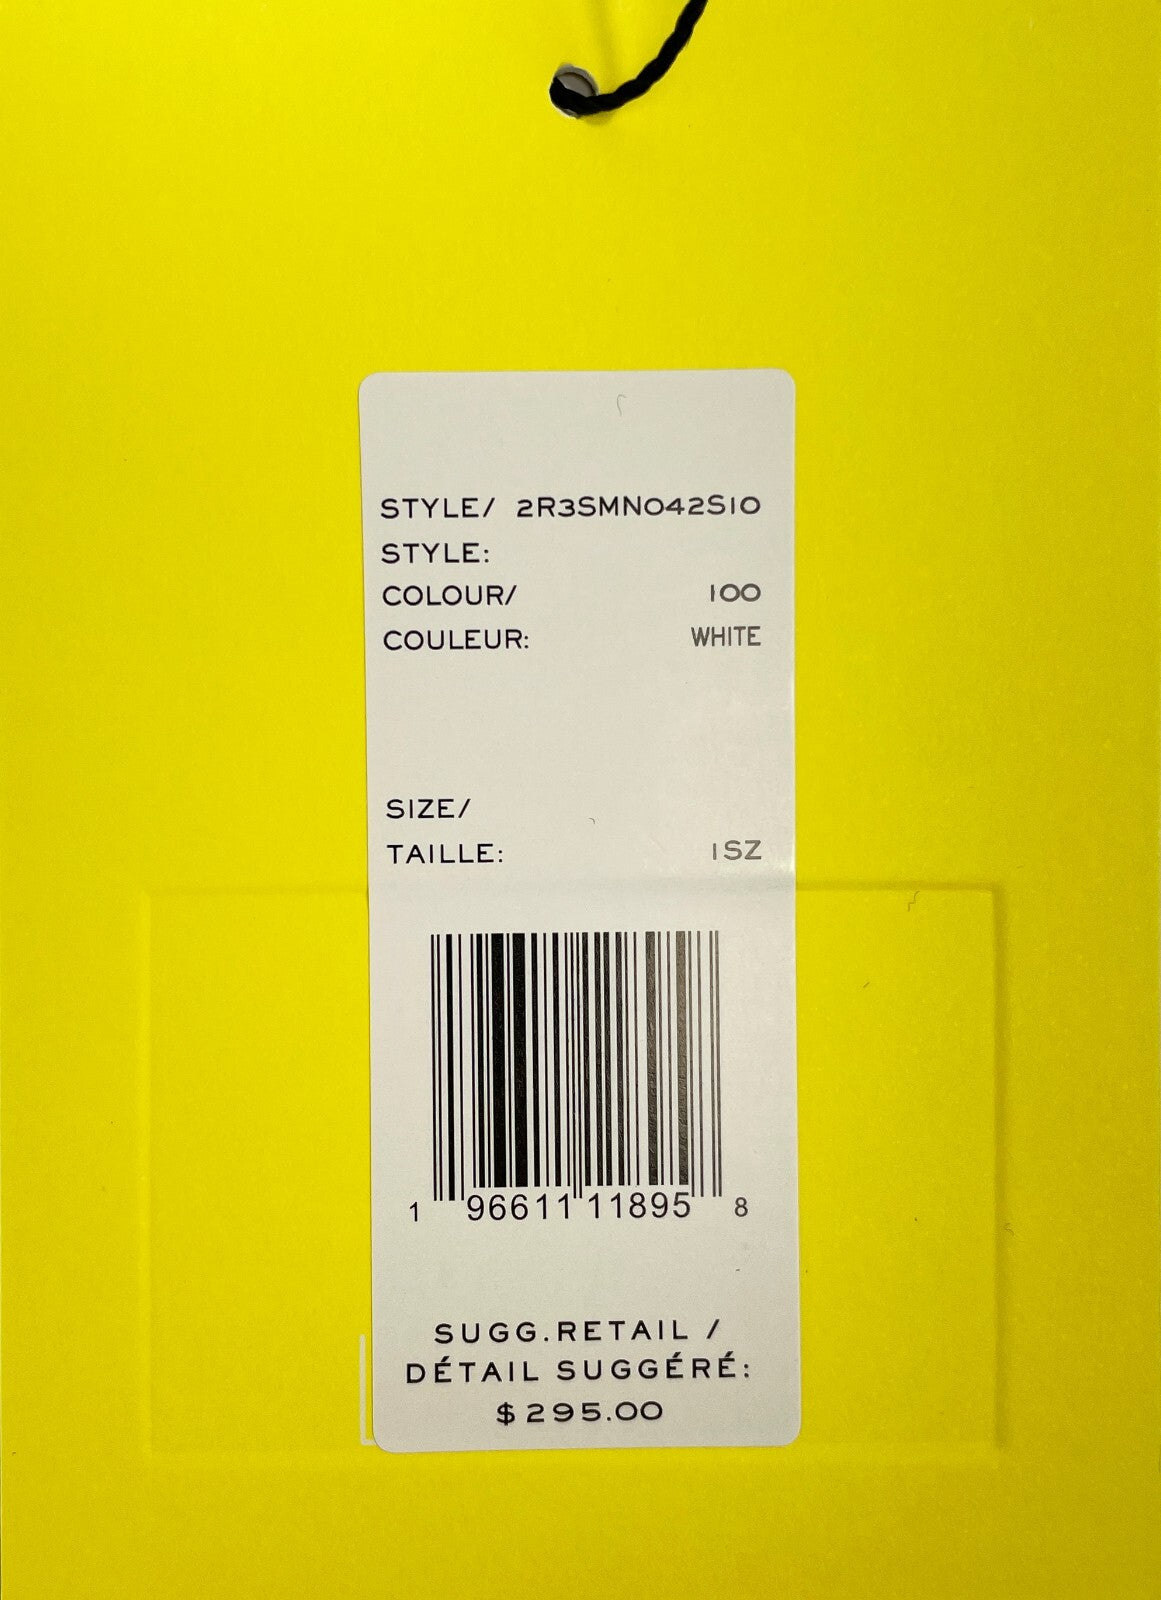 STYLE/ 2R3SMN042S10
STYLE:
COLOUR/ 100
COULEUR: WHITE
SIZE/
TAILLE: 1SZ
1 96611 11895 8
SUGG.RETAIL /
DÉTAIL SUGGÉRÉ:
$295.00